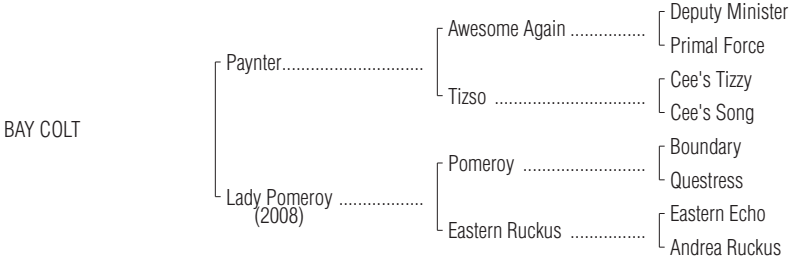 Deputy Minister
Awesome Again ................
Primal Force
Paynter.............................
Cee's Tizzy
Tizso ................................
Cee's Song
BAY COLT
Boundary
Pomeroy ..........................
Questress
Lady Pomeroy ..................
(2008)
Eastern Echo
Eastern Ruckus ................
Andrea Ruckus